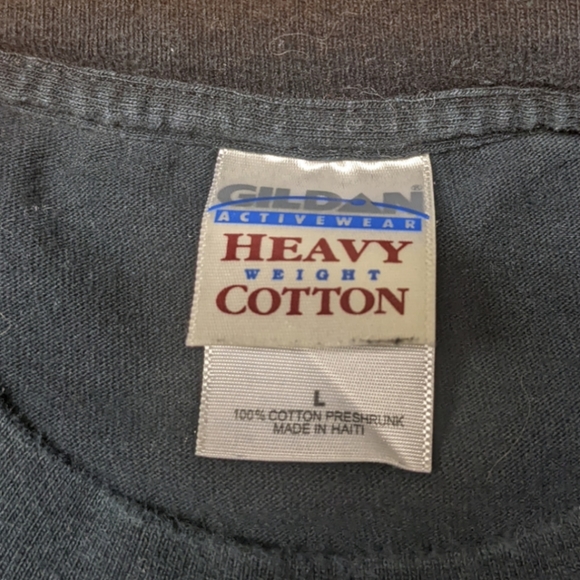 GILDAN®
ACTIVEWEAR
HEAVY
WEIGHT
COTTON
L
100% COTTON PRESHRUNK
MADE IN HAITI